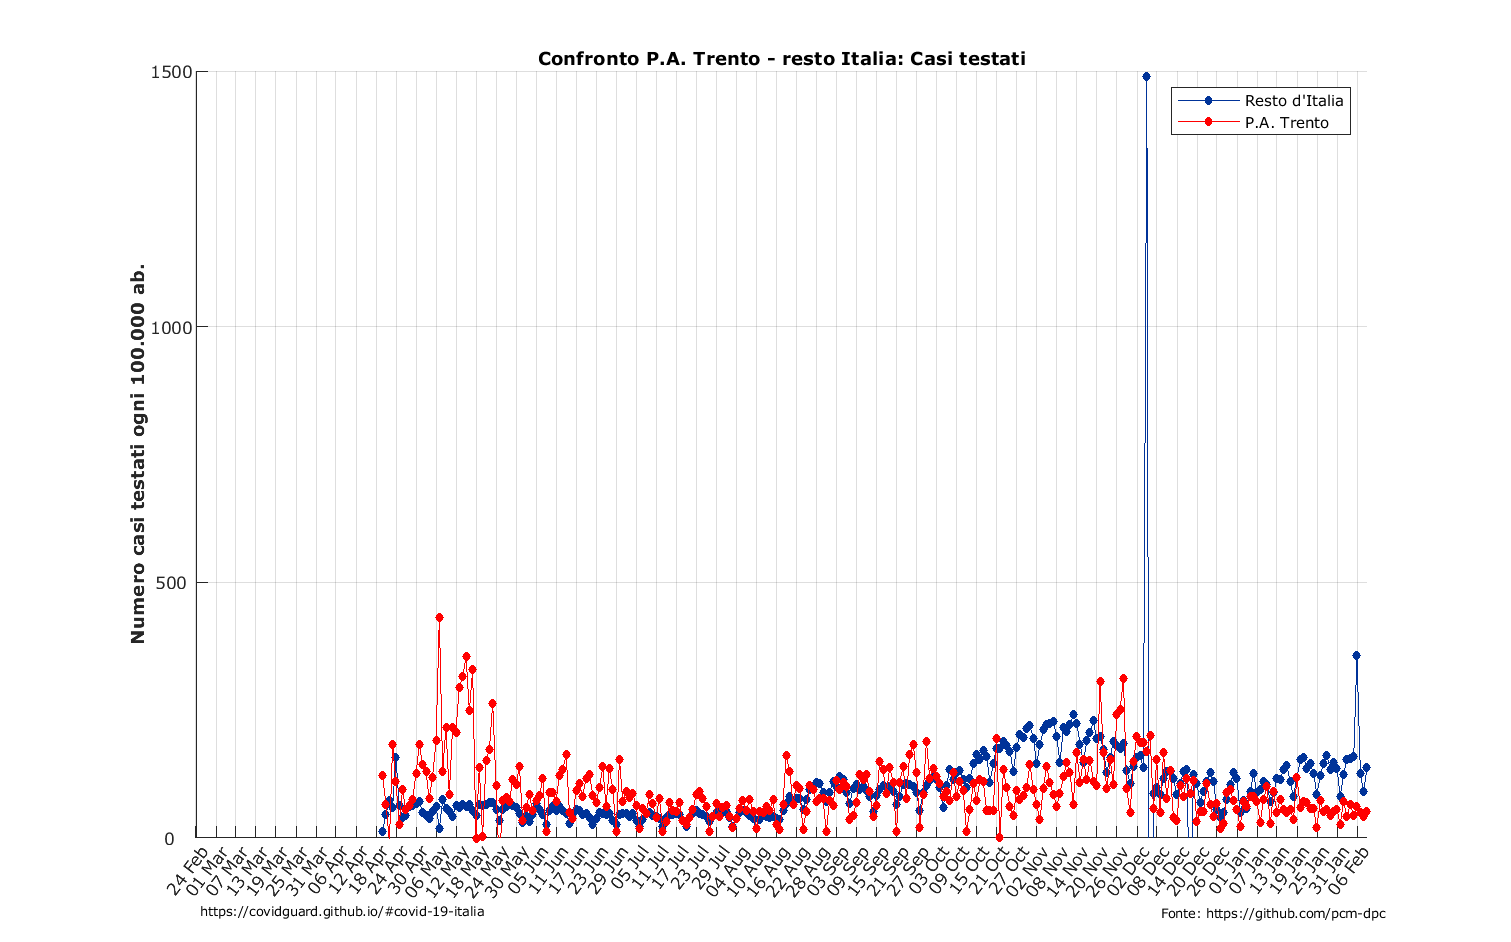 Confronto P.A. Trento - resto Italia: Casi testati
Numero casi testati ogni 100.000 ab.
1500
1000
500
0
Resto d'Italia
P.A. Trento
24 Feb
01 Mar
07 Mar
13 Mar
19 Mar
25 Mar
31 Mar
06 Apr
12 Apr
18 Apr
24 Apr
30 Apr
06 May
12 May
18 May
24 May
30 May
05 Jun
11 Jun
17 Jun
23 Jun
29 Jun
05 Jul
11 Jul
17 Jul
23 Jul
29 Jul
04 Aug
10 Aug
16 Aug
22 Aug
28 Aug
03 Sep
09 Sep
15 Sep
21 Sep
27 Sep
03 Oct
09 Oct
15 Oct
21 Oct
27 Oct
02 Nov
08 Nov
14 Nov
20 Nov
26 Nov
02 Dec
08 Dec
14 Dec
20 Dec
26 Dec
01 Jan
07 Jan
13 Jan
19 Jan
25 Jan
31 Jan
06 Feb
https://covidguard.github.io/#covid-19-italia
Fonte: https://github.com/pcm-dpc